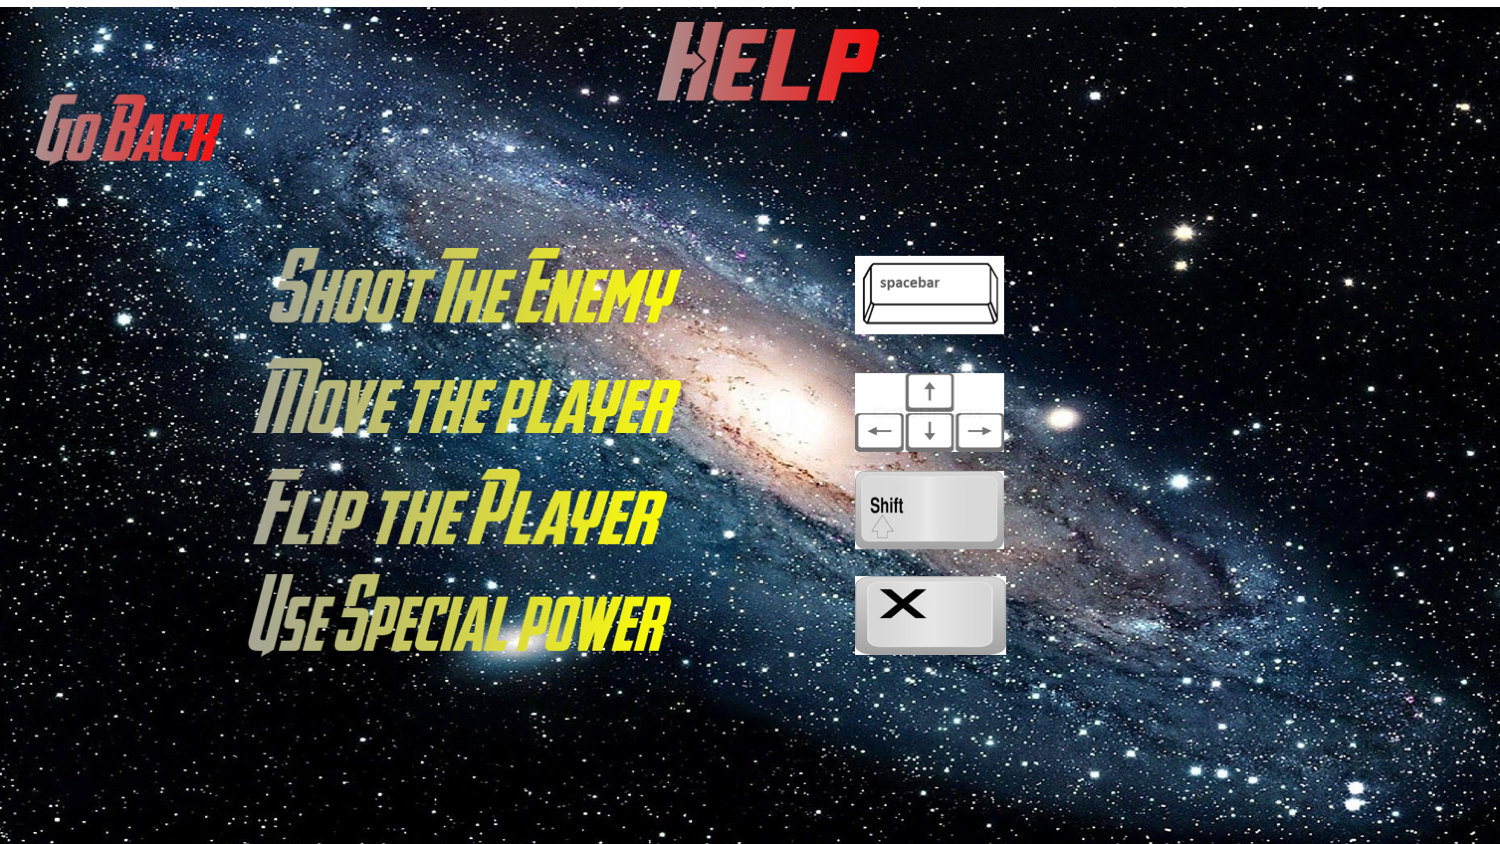 HELP
GO BACK
SHOOT THE ENEMY
spacebar
MOVE THE PLAYER
↑
← ↓ →
FLIP THE PLAYER
Shift
USE SPECIAL POWER
X